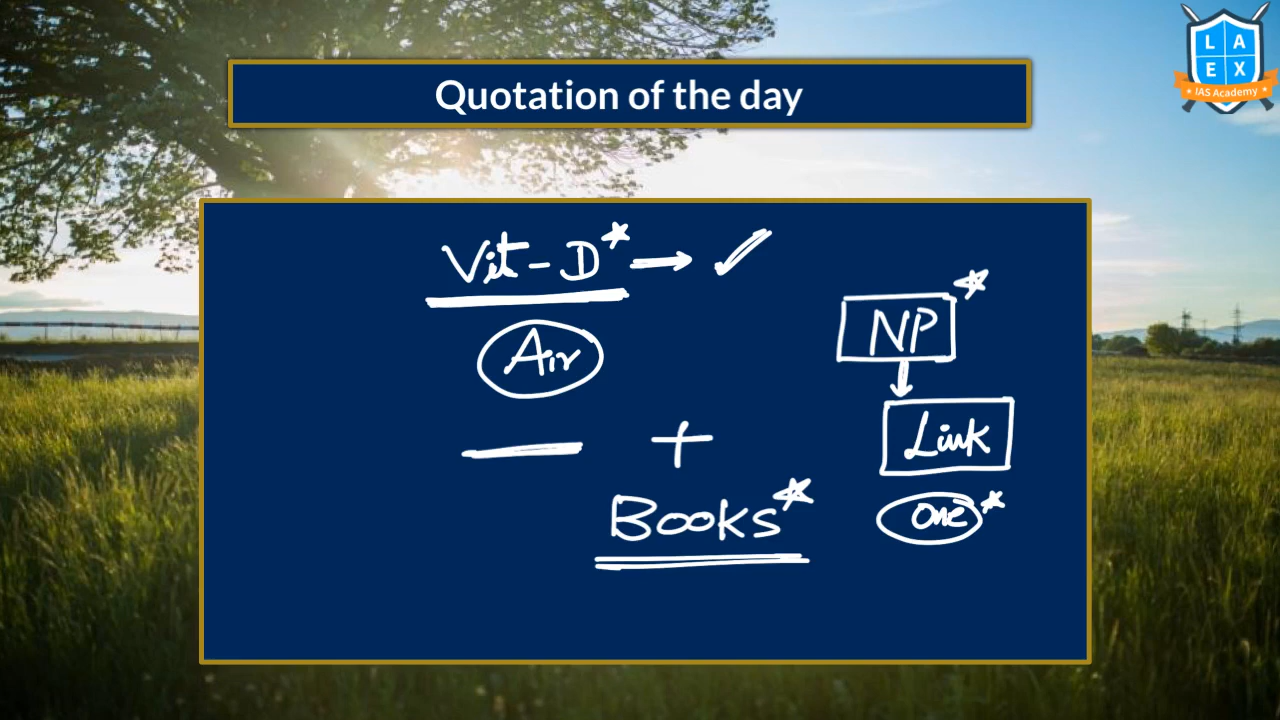 L A
E X
IAS Academy
Quotation of the day
Vit-D* → ✓
Air
NP*
Link
+
One*
Books*